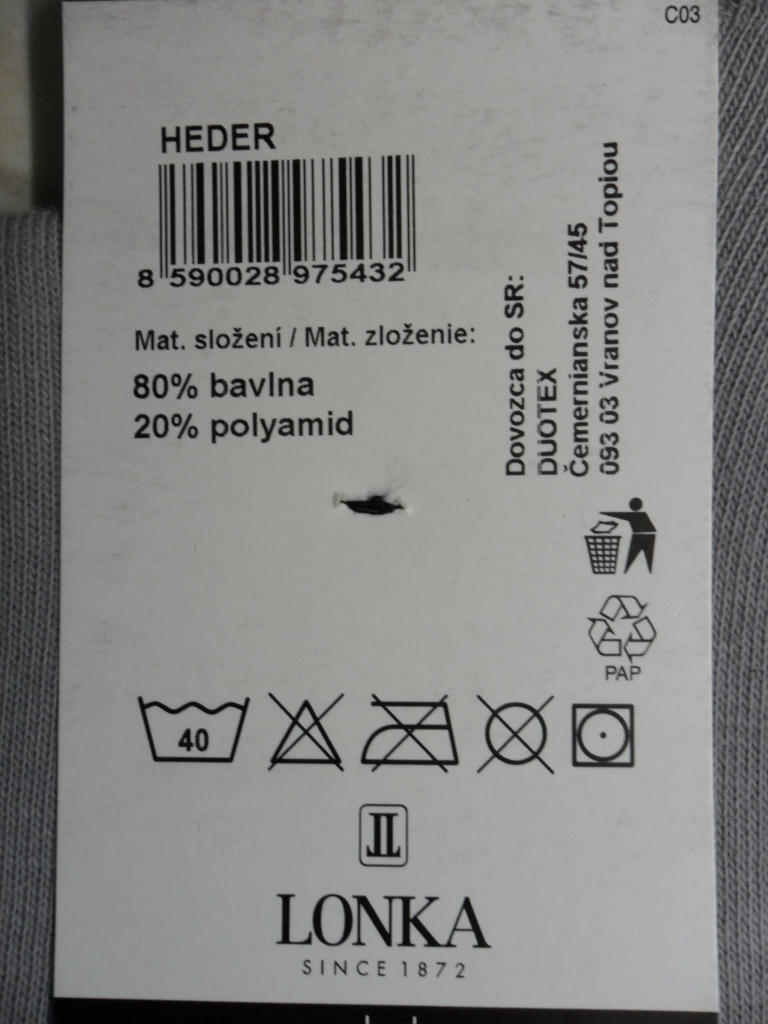 C03
HEDER
8 590028 975432
Mat. složení / Mat. zloženie:
80% bavlna
20% polyamid
Dovozca do SR:
DUOTEX
Čemernianska 57/45
093 03 Vranov nad Topiou
PAP
40
LONKA
SINCE 1872